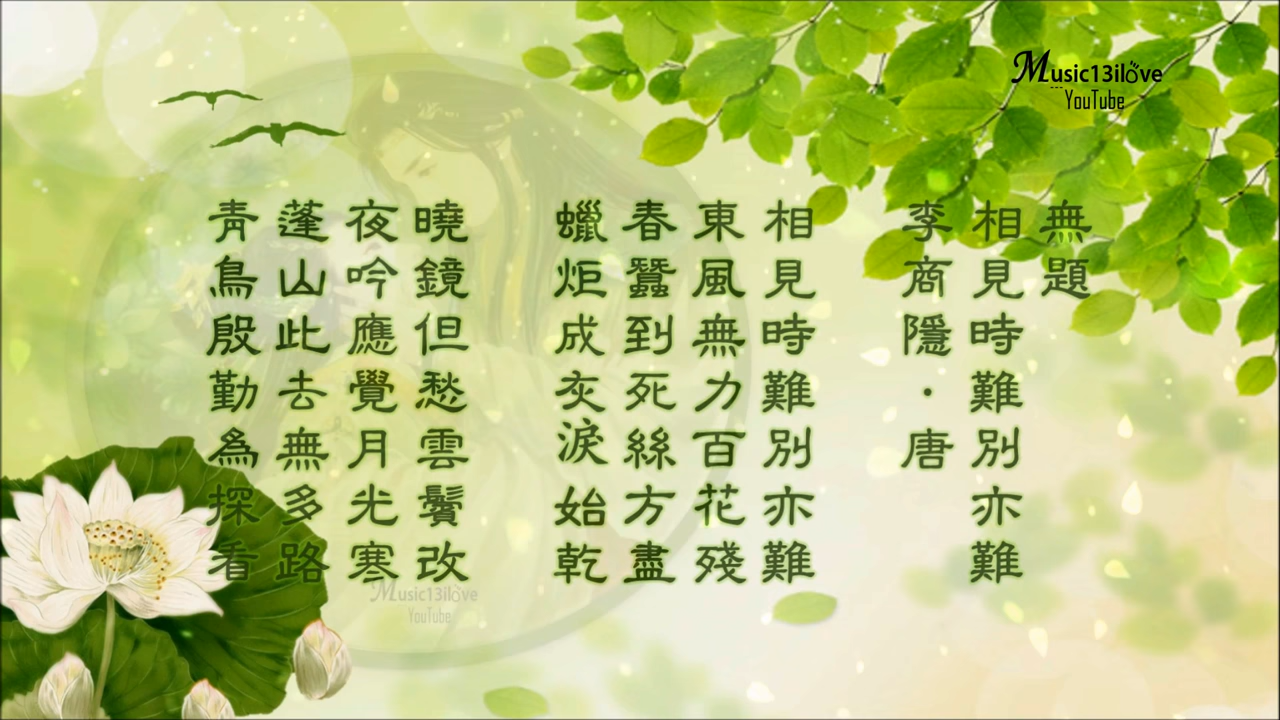 Music13ilove
YouTube
無題
相見時難別亦難
李商隱・唐
相見時難別亦難
東風無力百花殘
春蠶到死絲方盡
蠟炬成灰淚始乾
曉鏡但愁雲鬢改
夜吟應覺月光寒
蓬山此去無多路
青鳥殷勤為探看
Music13ilove
YouTube